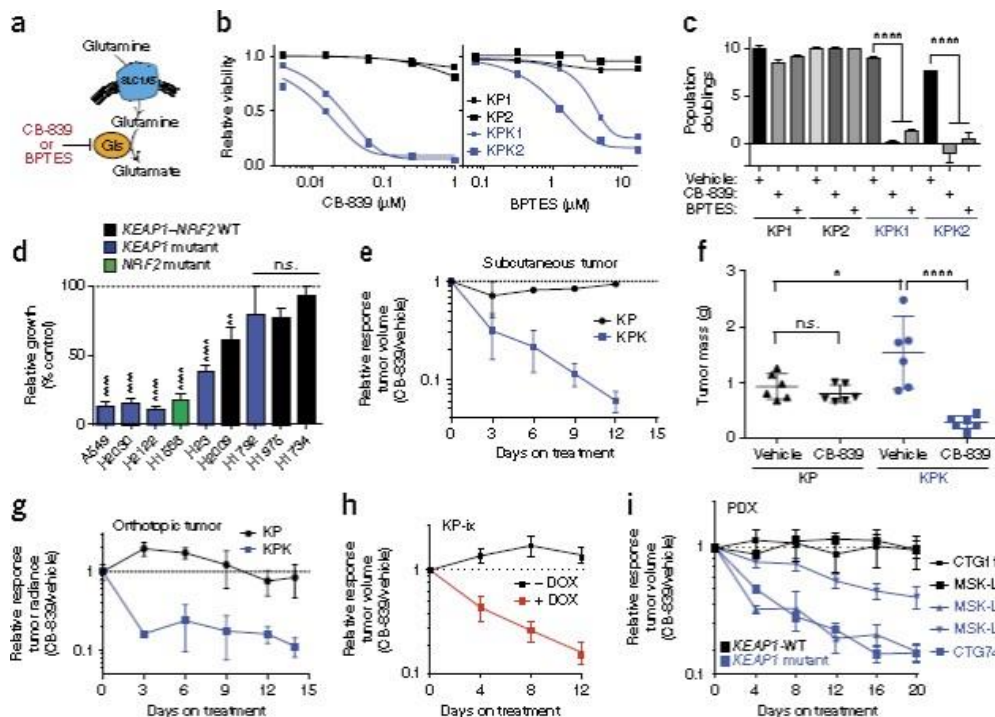 a
Glutamine
SLC1A5
Glutamine
CB-839
or
BPTES
Gls
Glutamate
b
Relative viability
1.0
0.5
0.0
0.01
0.1
1
CB-839 (μM)
0.1
1
10
BPTES (μM)
KP1
KP2
KPK1
KPK2
c
Population
doublings
10
5
0
****
****
Vehicle: + + + +
CB-839: + + + +
BPTES: + + + +
KP1 KP2 KPK1 KPK2
d
KEAP1–NRF2 WT
KEAP1 mutant
NRF2 mutant
n.s.
Relative growth
(% control)
100
50
0
****
****
****
****
****
**
A549
H2030
H2122
H1568
H23
H2009
H1792
H1975
H1734
e
Subcutaneous tumor
Relative response
tumor volume
(CB-839/vehicle)
1
0.1
KP
KPK
0 3 6 9 12 15
Days on treatment
f
Tumor mass (g)
3
2
1
0
*
****
n.s.
Vehicle CB-839 Vehicle CB-839
KP KPK
g
Orthotopic tumor
Relative response
tumor radiance
(CB-839/vehicle)
1
0.1
KP
KPK
0 3 6 9 12 15
Days on treatment
h
KP-ix
Relative response
tumor volume
(CB-839/vehicle)
1
0.1
– DOX
+ DOX
0 4 8 12
Days on treatment
i
PDX
Relative response
tumor volume
(CB-839/vehicle)
1
0.1
KEAP1-WT
KEAP1 mutant
CTG11
MSK-L
MSK-L
MSK-L
CTG74
0 4 8 12 16 20
Days on treatment